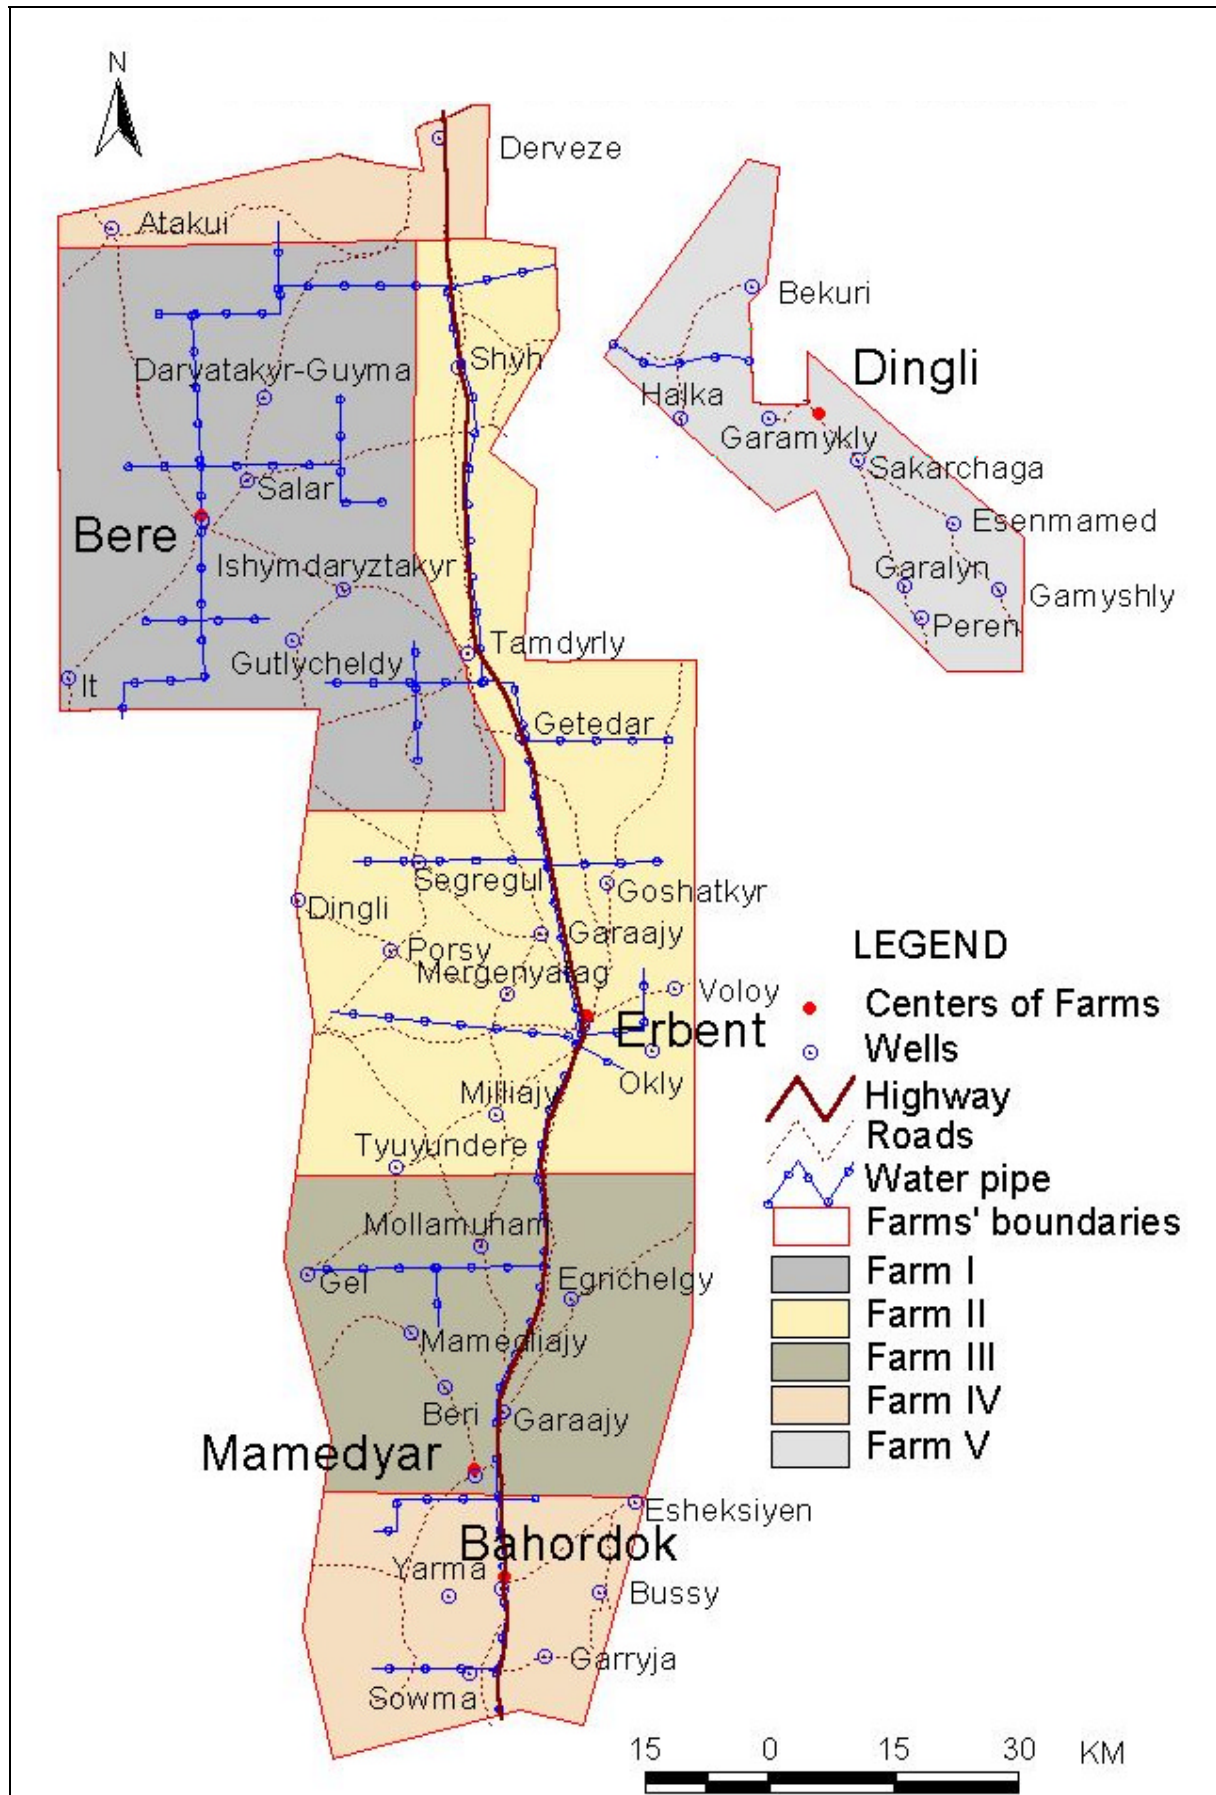 N
Derveze
Atakui
Bekuri
Shyh
Dingli
Daryatakyr-Guyma
Halka
Garamykly
Sakarchaga
Salar
Bere
Esenmamed
Ishymdaryztakyr
Garalyn
Gamyshly
Peren
Tamdyrly
Gutlycheldy
It
Getedar
Segregul
Goshatkyr
Dingli
Garaajy
Porsy
Mergenyatag
Voloy
Erbent
Okly
Milliajy
Tyuyundere
Mollamuhan
Gel
Egrichelgy
Mamedliajy
Beri
Garaajy
Mamedyar
Esheksiyen
Bahordok
Yarma
Bussy
Garryja
Sowma
LEGEND
Centers of Farms
Wells
Highway
Roads
Water pipe
Farms' boundaries
Farm I
Farm II
Farm III
Farm IV
Farm V
15 0 15 30 KM